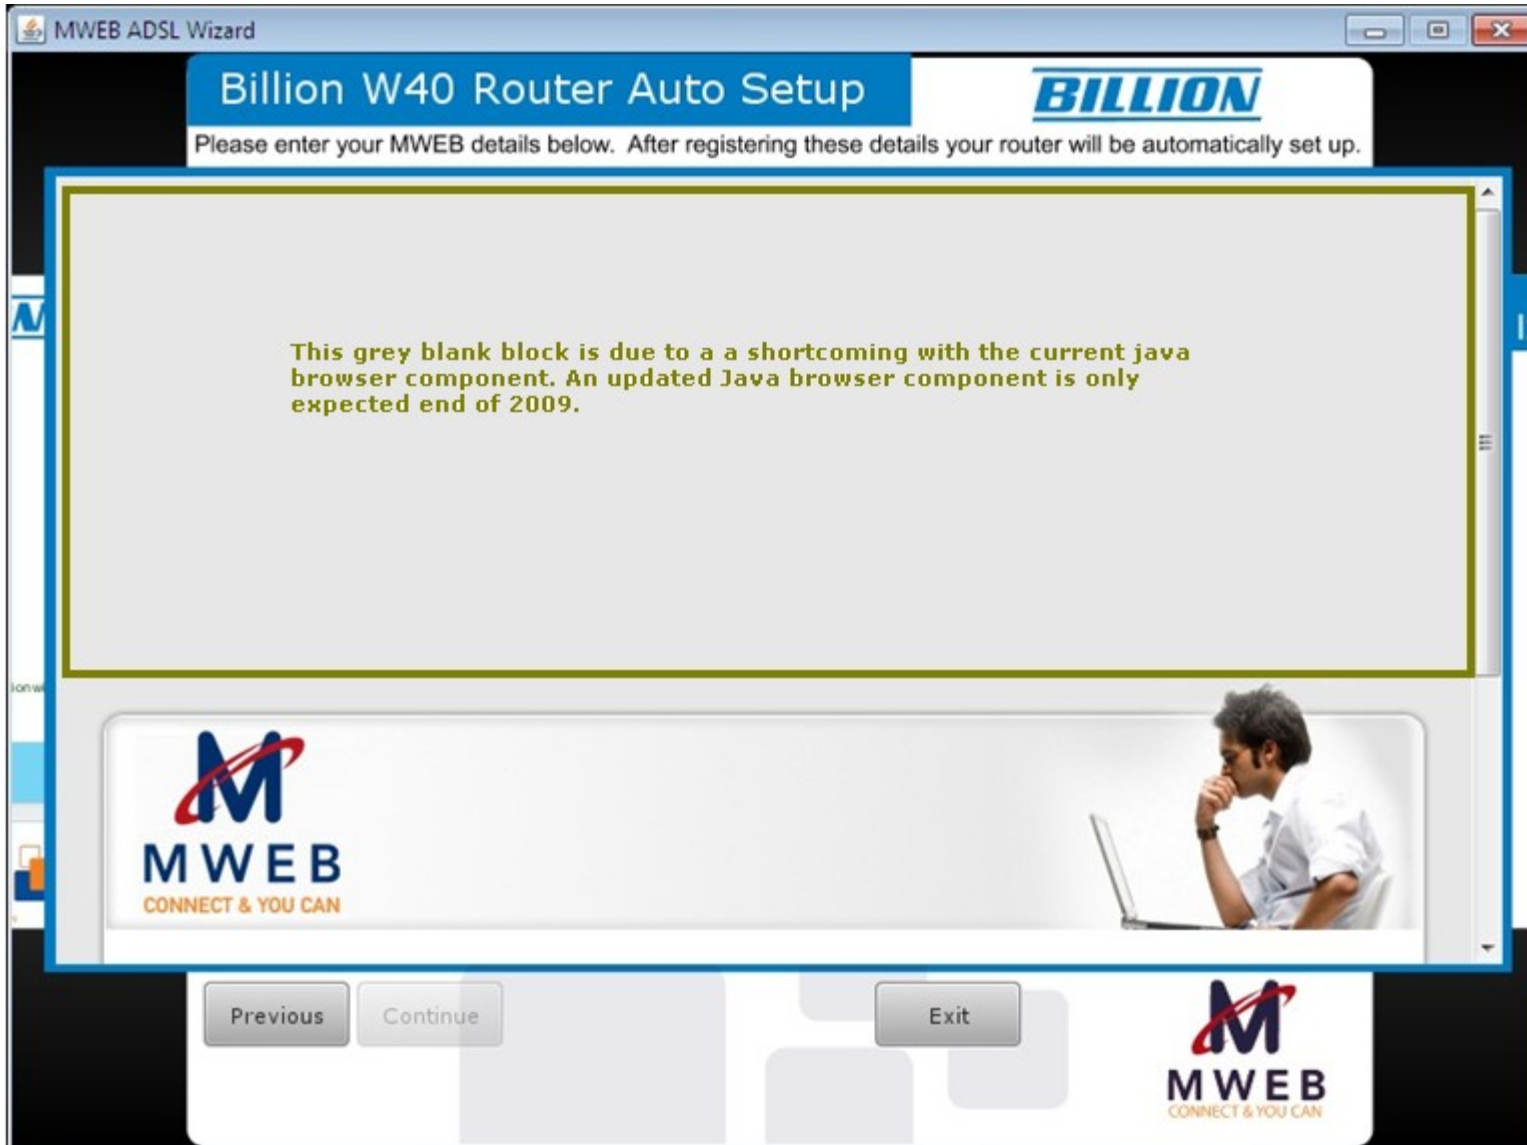 MWEB ADSL Wizard
Billion W40 Router Auto Setup
BILLION
Please enter your MWEB details below. After registering these details your router will be automatically set up.
This grey blank block is due to a a shortcoming with the current java
browser component. An updated Java browser component is only
expected end of 2009.
MWEB
CONNECT & YOU CAN
Previous
Continue
Exit
MWEB
CONNECT & YOU CAN